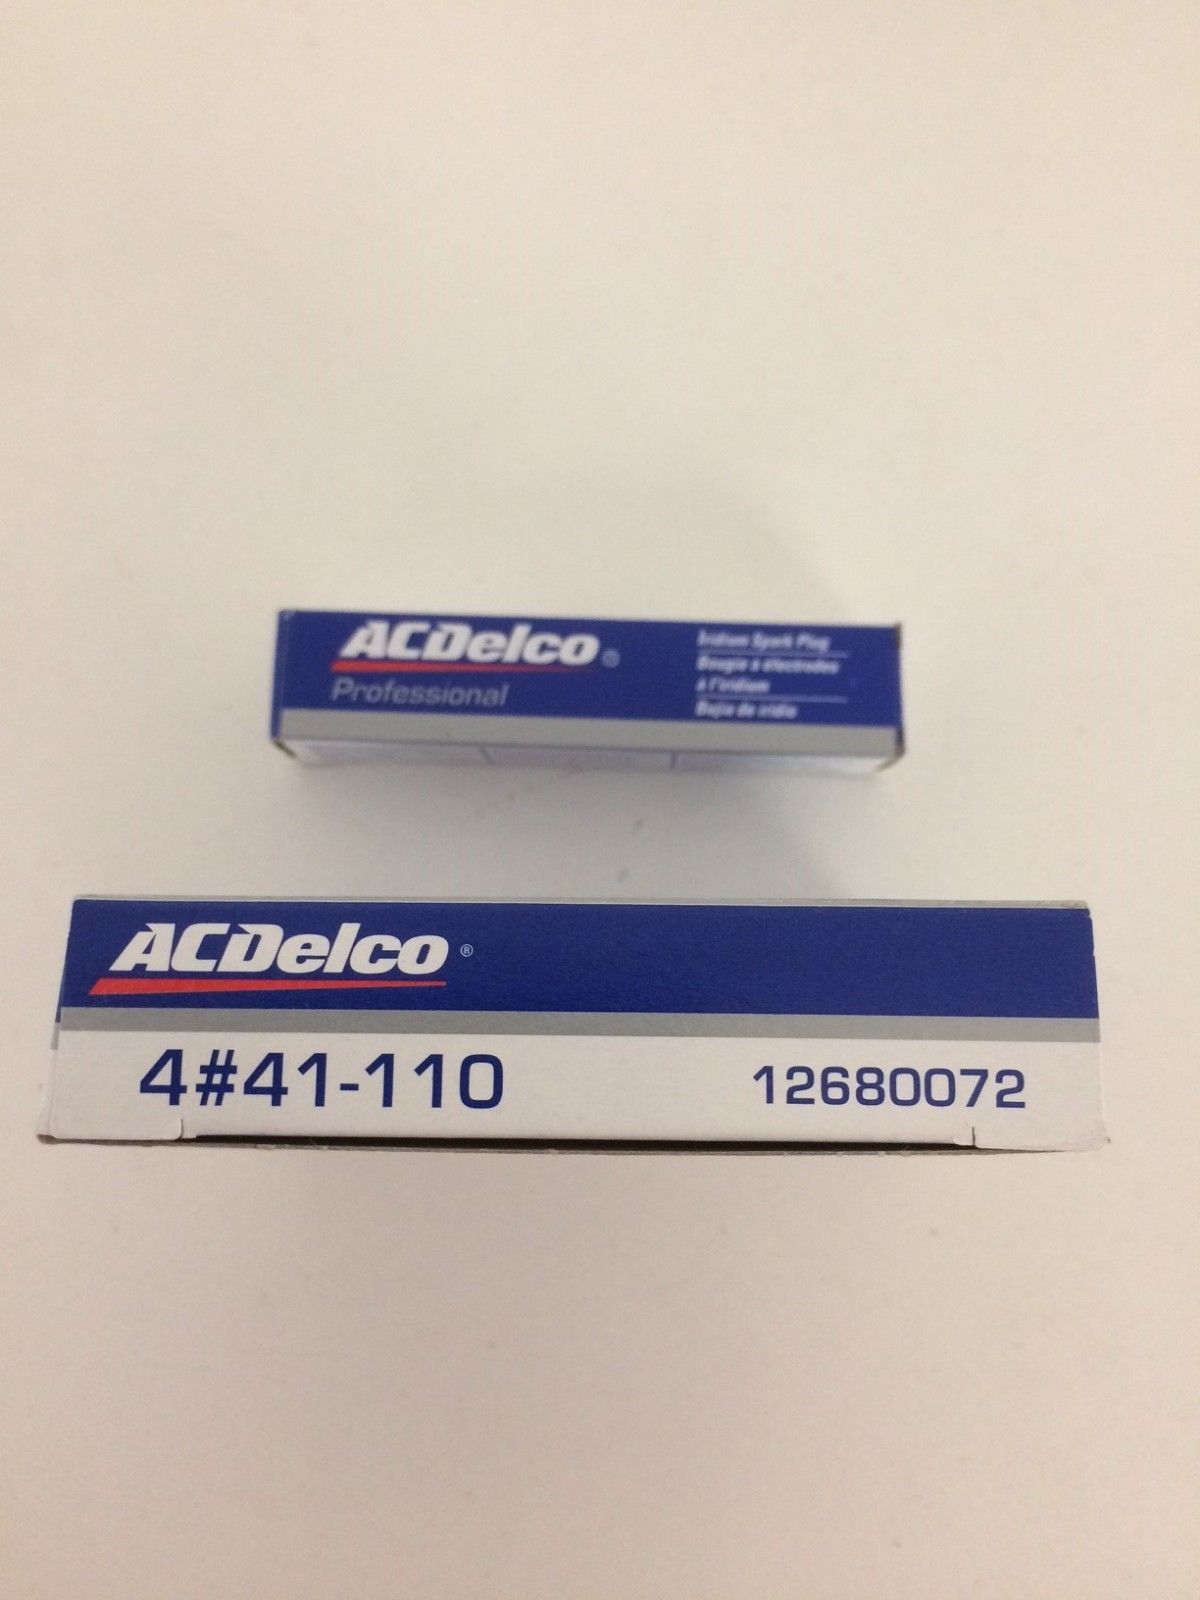 ACDelco®
Professional
Iridium Spark Plug
Bougie à électrodes
à l'iridium
Bujía de iridio
ACDelco®
4#41-110
12680072